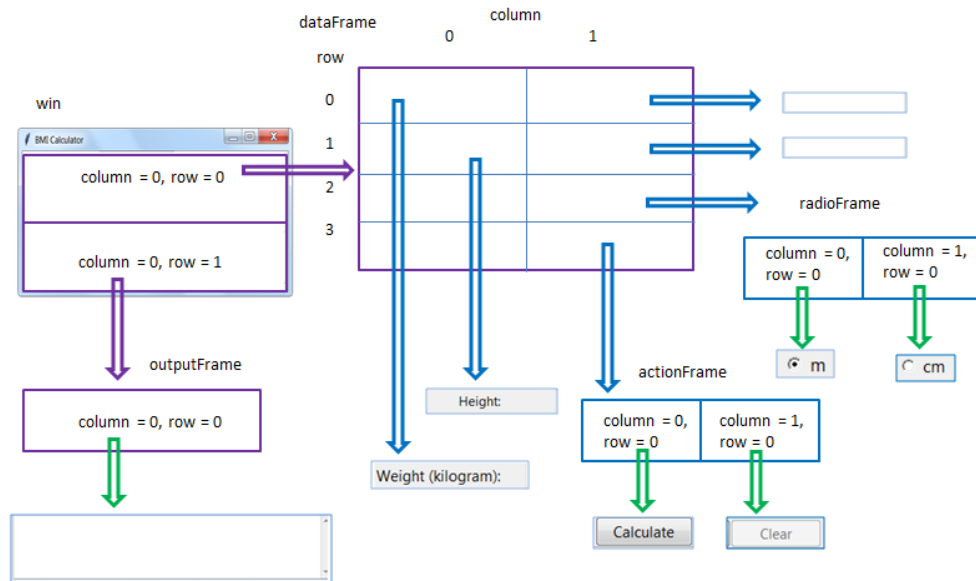 dataFrame
column
0
1
row
0
1
2
3
win
BMI Calculator
X
column = 0, row = 0
column = 0, row = 1
outputFrame
column = 0, row = 0
Height:
Weight (kilogram):
radioFrame
column = 0,
row = 0
column = 1,
row = 0
m
cm
actionFrame
column = 0,
row = 0
column = 1,
row = 0
Calculate
Clear